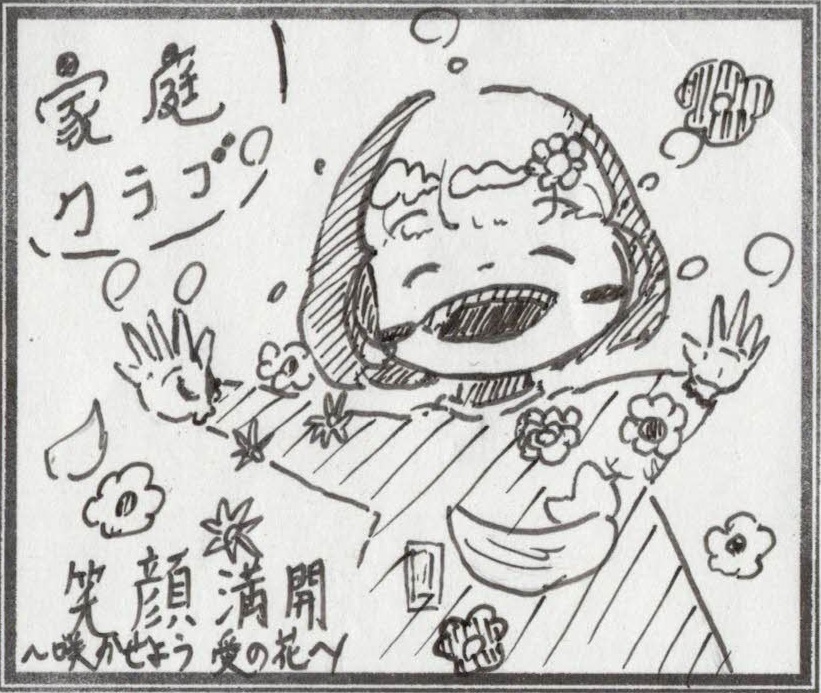 家庭
クラブ
笑顔満開
〜咲かせよう 愛の花〜